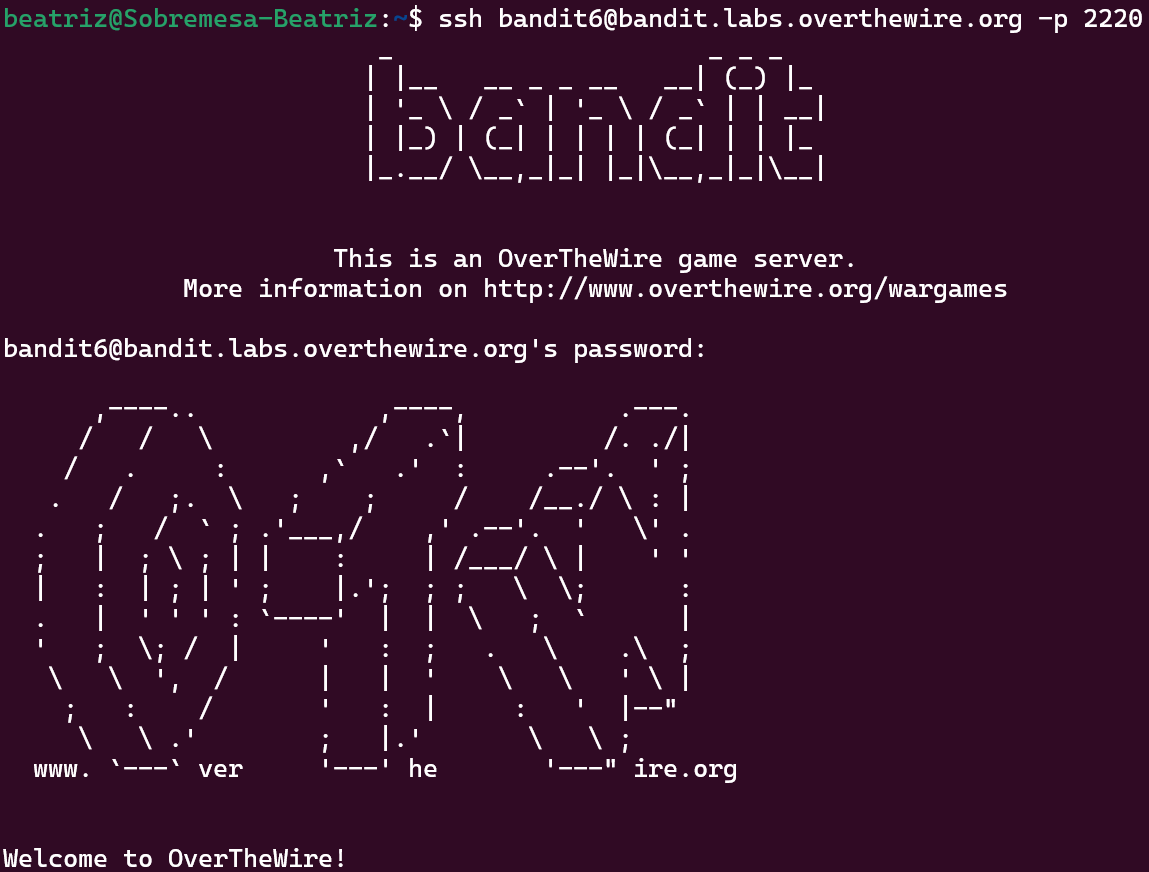 beatriz@Sobremesa-Beatriz:~$ ssh bandit6@bandit.labs.overthewire.org -p 2220
bandit
This is an OverTheWire game server.
More information on http://www.overthewire.org/wargames
bandit6@bandit.labs.overthewire.org's password:
www. ver he ire.org
Welcome to OverTheWire!